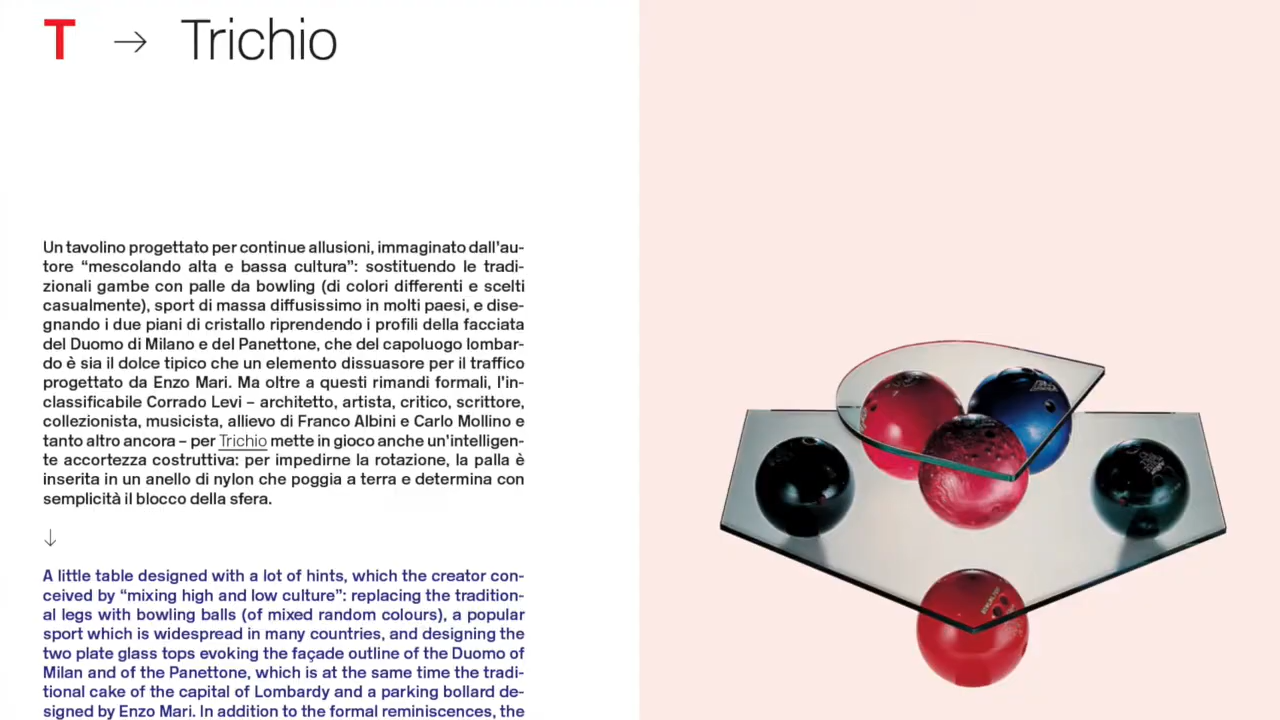 T → Trichio
Un tavolino progettato per continue allusioni, immaginato dall'au-
tore “mescolando alta e bassa cultura”: sostituendo le tradi-
zionali gambe con palle da bowling (di colori differenti e scelti
casualmente), sport di massa diffusissimo in molti paesi, e dise-
gnando i due piani di cristallo riprendendo i profili della facciata
del Duomo di Milano e del Panettone, che del capoluogo lombar-
do è sia il dolce tipico che un elemento dissuasore per il traffico
progettato da Enzo Mari. Ma oltre a questi rimandi formali, l'in-
classificabile Corrado Levi – architetto, artista, critico, scrittore,
collezionista, musicista, allievo di Franco Albini e Carlo Mollino e
tanto altro ancora – per Trichio mette in gioco anche un'intelligen-
te accortezza costruttiva: per impedirne la rotazione, la palla è
inserita in un anello di nylon che poggia a terra e determina con
semplicità il blocco della sfera.
↓
A little table designed with a lot of hints, which the creator con-
ceived by “mixing high and low culture”: replacing the tradition-
al legs with bowling balls (of mixed random colours), a popular
sport which is widespread in many countries, and designing the
two plate glass tops evoking the façade outline of the Duomo of
Milan and of the Panettone, which is at the same time the tradi-
tional cake of the capital of Lombardy and a parking bollard de-
signed by Enzo Mari. In addition to the formal reminiscences, the